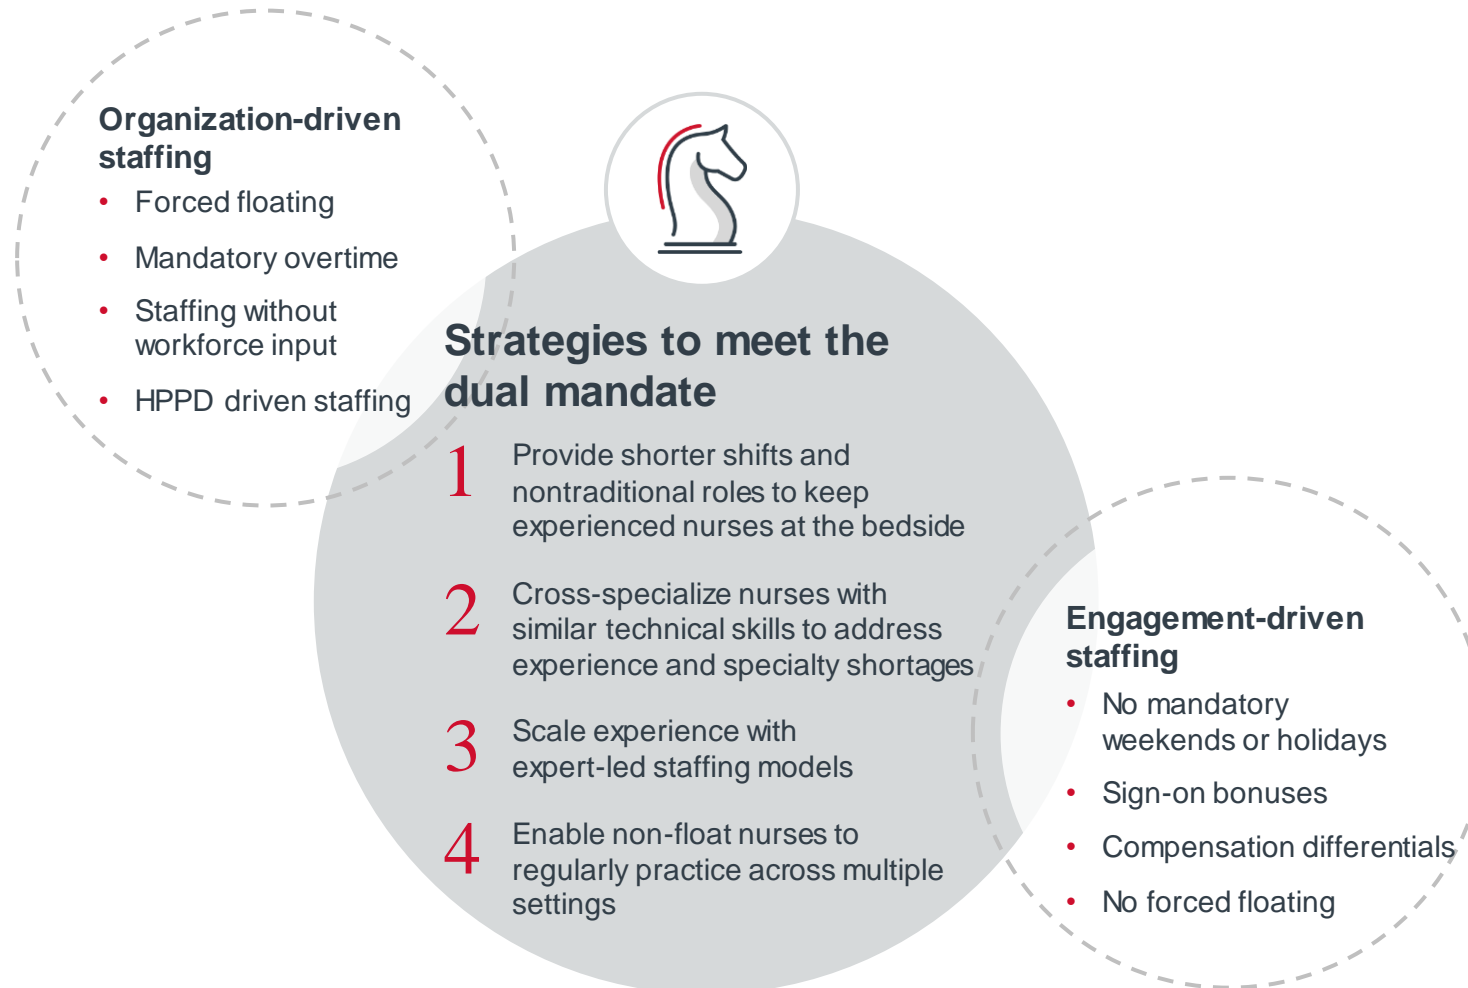 Organization-driven
staffing
• Forced floating
• Mandatory overtime
• Staffing without
workforce input
• HPPD driven staffing
Strategies to meet the
dual mandate
1 Provide shorter shifts and
nontraditional roles to keep
experienced nurses at the bedside
2 Cross-specialize nurses with
similar technical skills to address
experience and specialty shortages
3 Scale experience with
expert-led staffing models
4 Enable non-float nurses to
regularly practice across multiple
settings
Engagement-driven
staffing
• No mandatory
weekends or holidays
• Sign-on bonuses
• Compensation differentials
• No forced floating